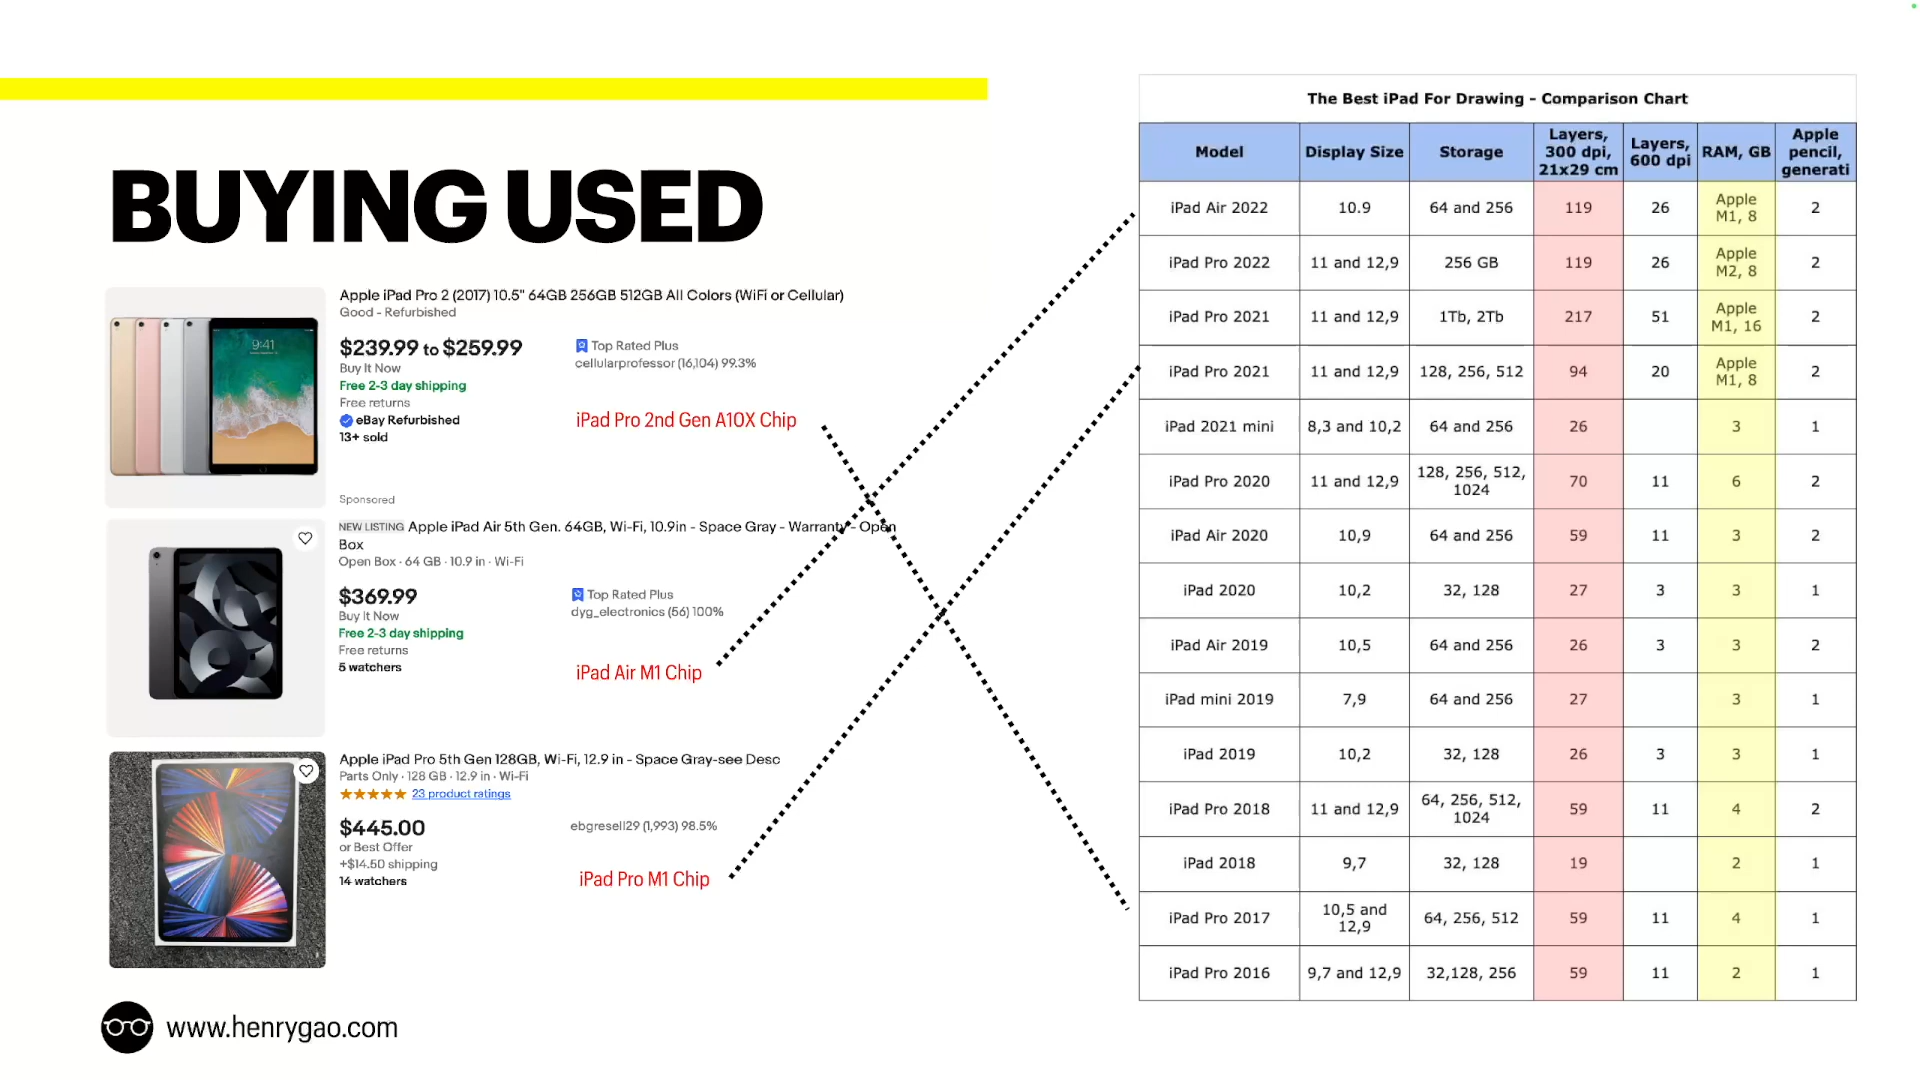 BUYING USED
Apple iPad Pro 2 (2017) 10.5" 64GB 256GB 512GB All Colors (WiFi or Cellular)
Good - Refurbished
$239.99 to $259.99
Buy It Now
Free 2-3 day shipping
Free returns
eBay Refurbished
13+ sold
Top Rated Plus
cellularprofessor (16,104) 99.3%
iPad Pro 2nd Gen A10X Chip
9:41
Sponsored
NEW LISTING Apple iPad Air 5th Gen. 64GB, Wi-Fi, 10.9in - Space Gray - Warranty - Open
Box
Open Box · 64 GB · 10.9 in · Wi-Fi
$369.99
Buy It Now
Free 2-3 day shipping
Free returns
5 watchers
Top Rated Plus
dyg_electronics (56) 100%
iPad Air M1 Chip
Apple iPad Pro 5th Gen 128GB, Wi-Fi, 12.9 in - Space Gray-see Desc
Parts Only · 128 GB · 12.9 in · Wi-Fi
23 product ratings
$445.00
or Best Offer
+$14.50 shipping
14 watchers
ebgresell29 (1,993) 98.5%
iPad Pro M1 Chip
www.henrygao.com
The Best iPad For Drawing - Comparison Chart
Model Display Size Storage Layers, 300 dpi, 21x29 cm Layers, 600 dpi RAM, GB Apple pencil, generati
iPad Air 2022 10.9 64 and 256 119 26 Apple M1, 8 2
iPad Pro 2022 11 and 12,9 256 GB 119 26 Apple M2, 8 2
iPad Pro 2021 11 and 12,9 1Tb, 2Tb 217 51 Apple M1, 16 2
iPad Pro 2021 11 and 12,9 128, 256, 512 94 20 Apple M1, 8 2
iPad 2021 mini 8,3 and 10,2 64 and 256 26 3 1
iPad Pro 2020 11 and 12,9 128, 256, 512, 1024 70 11 6 2
iPad Air 2020 10,9 64 and 256 59 11 3 2
iPad 2020 10,2 32, 128 27 3 3 1
iPad Air 2019 10,5 64 and 256 26 3 3 2
iPad mini 2019 7,9 64 and 256 27 3 1
iPad 2019 10,2 32, 128 26 3 3 1
iPad Pro 2018 11 and 12,9 64, 256, 512, 1024 59 11 4 2
iPad 2018 9,7 32, 128 19 2 1
iPad Pro 2017 10,5 and 12,9 64, 256, 512 59 11 4 1
iPad Pro 2016 9,7 and 12,9 32,128, 256 59 11 2 1